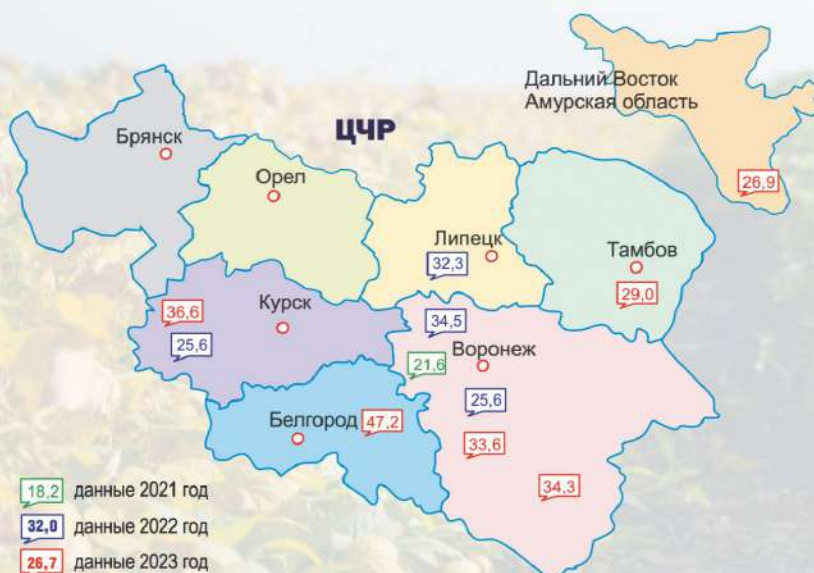 Дальний Восток
Амурская область
26,9
ЦЧР
Брянск
Орел
Липецк
32,3
Тамбов
29,0
36,6
Курск
25,6
34,5
Воронеж
21,6
25,6
Белгород
47,2
33,6
34,3
18,2 данные 2021 год
32,0 данные 2022 год
26,7 данные 2023 год